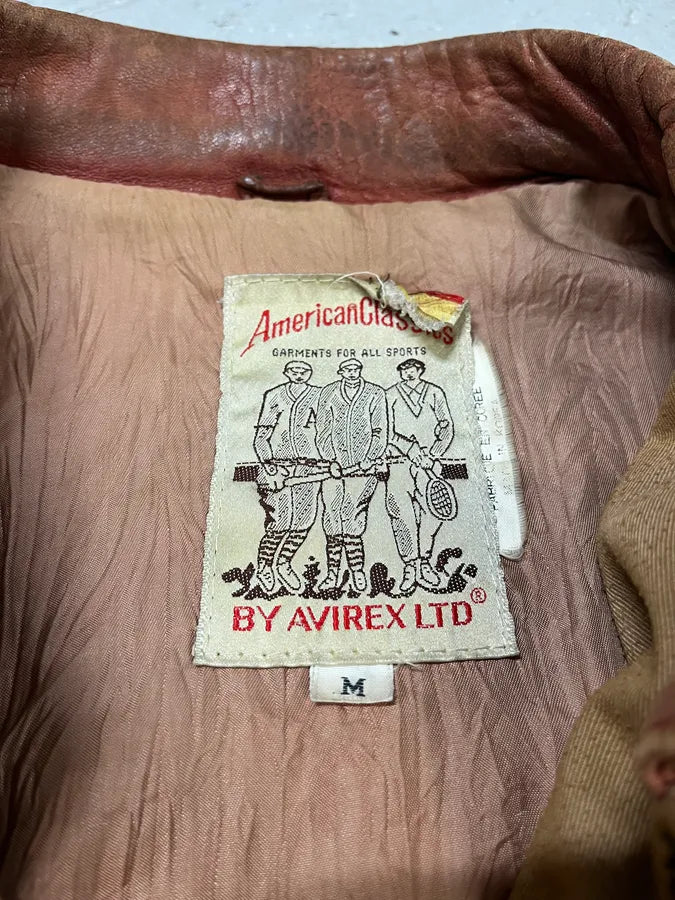 AmericanClassics
GARMENTS FOR ALL SPORTS
A
BY AVIREX LTD®
M